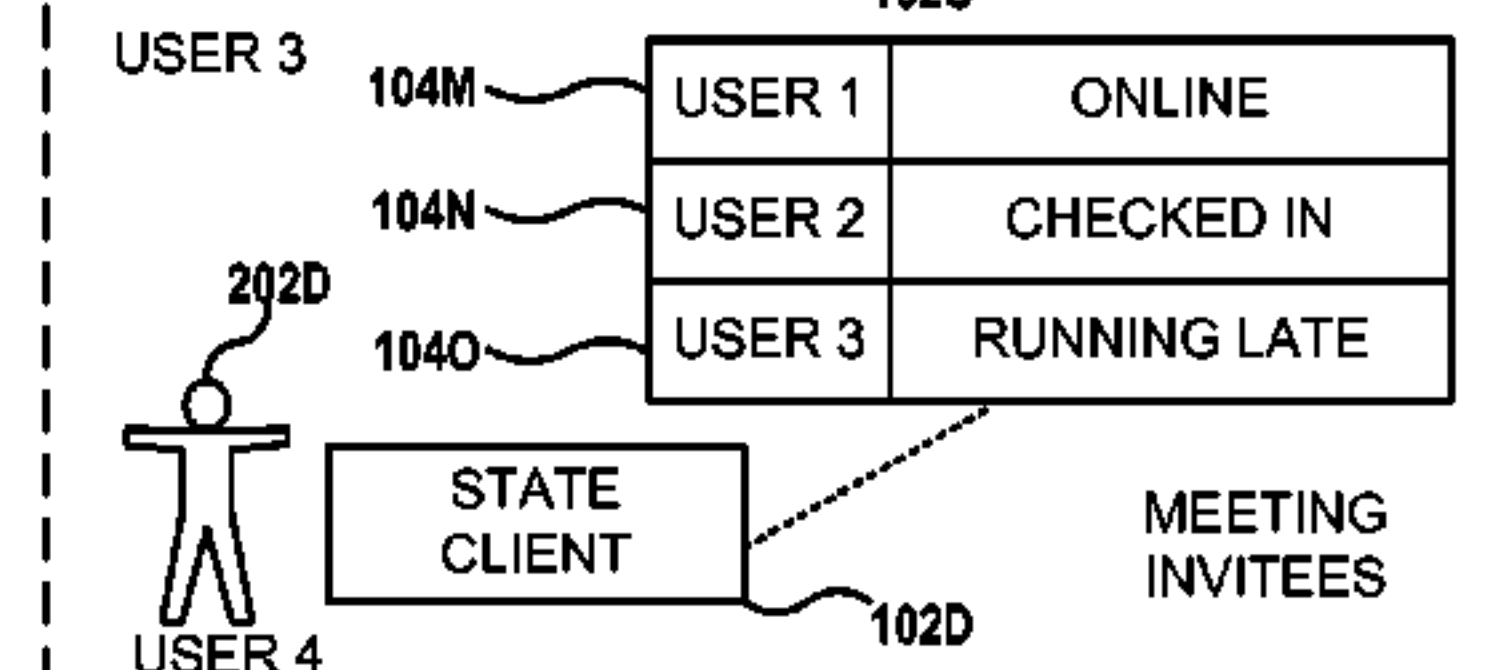 USER 3
104M
USER 1 ONLINE
104N
USER 2 CHECKED IN
202D
104O
USER 3 RUNNING LATE
STATE
CLIENT
MEETING
INVITEES
102D
USER 4